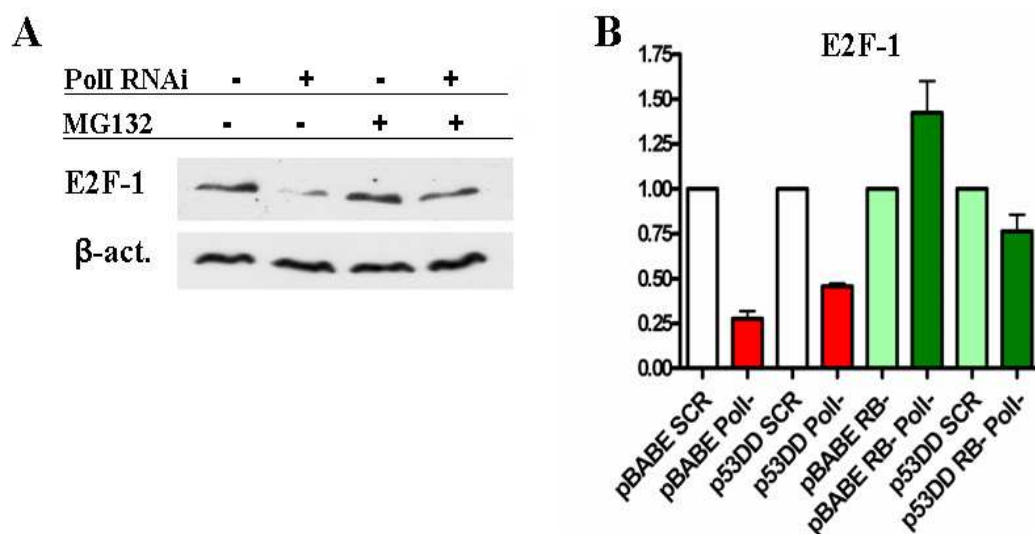 A
PolI RNAi - + - +
MG132 - - + +
E2F-1
β-act.
B
E2F-1
1.75
1.50
1.25
1.00
0.75
0.50
0.25
0.00
pBABE SCR
pBABE PolI-
p53DD SCR
p53DD PolI-
pBABE RB-
pBABE RB- PolI-
p53DD SCR
p53DD RB- PolI-